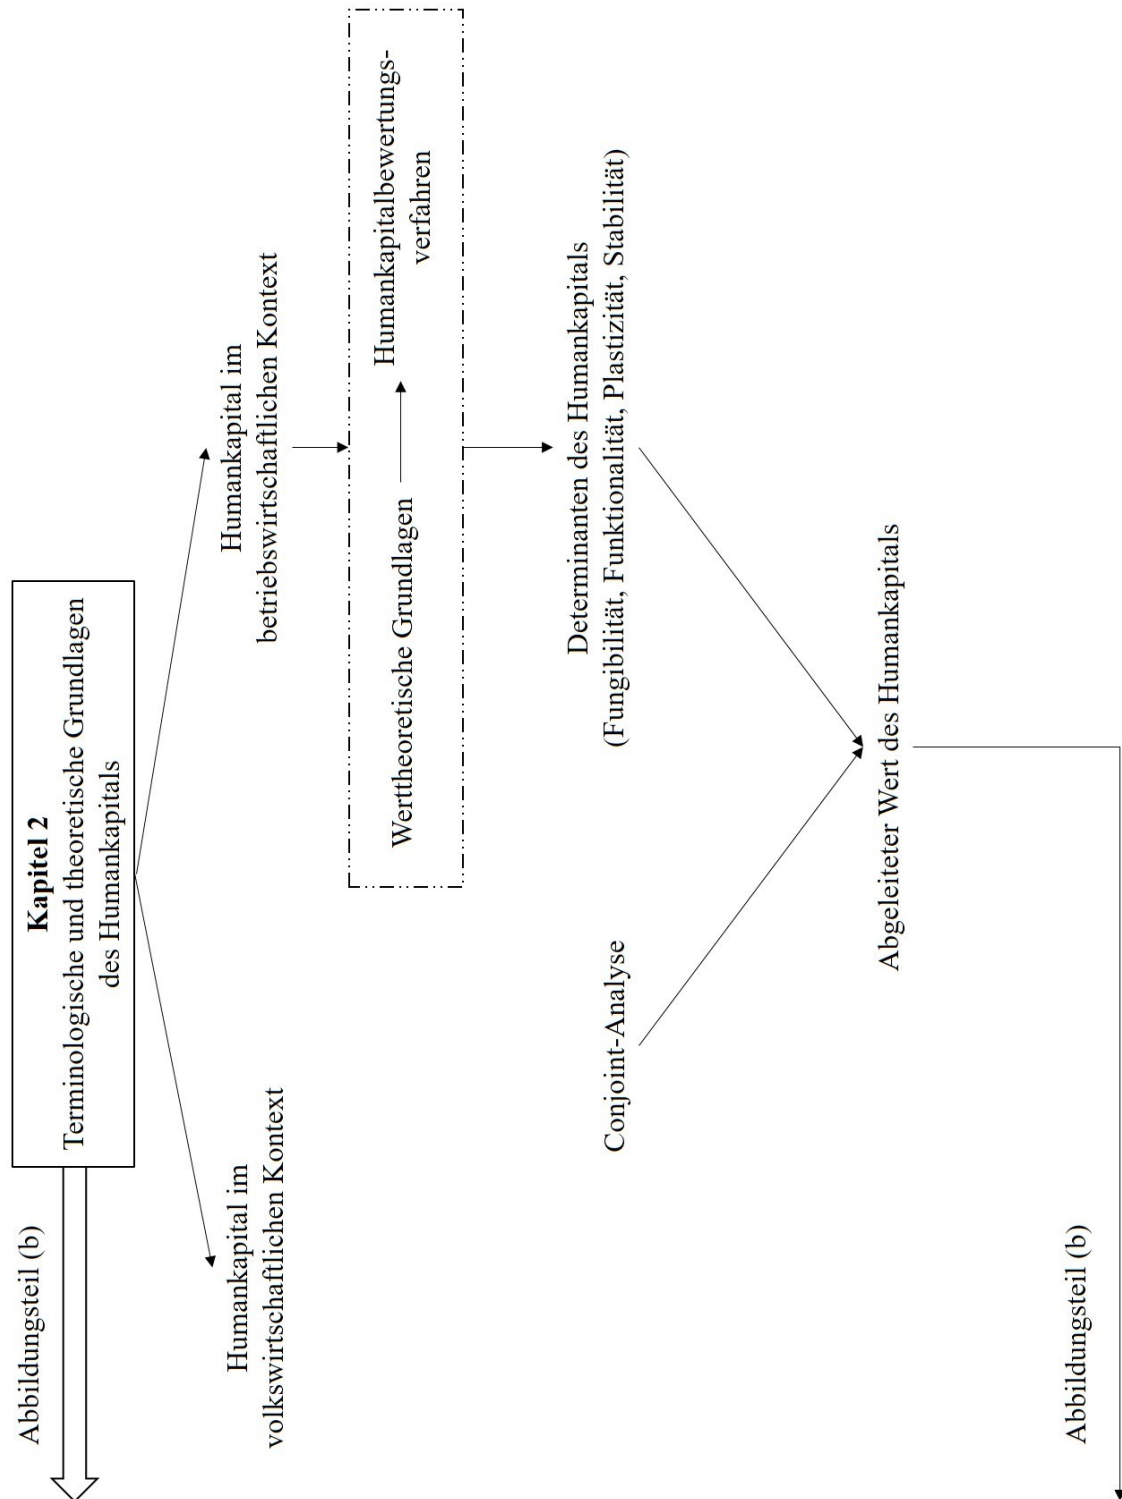 Abbildungsteil (b)
Kapitel 2
Terminologische und theoretische Grundlagen
des Humankapitals
Humankapital im
volkswirtschaftlichen Kontext
Humankapital im
betriebswirtschaftlichen Kontext
Werttheoretische Grundlagen
Humankapitalbewertungs-
verfahren
Conjoint-Analyse
Determinanten des Humankapitals
(Fungibilität, Funktionalität, Plastizität, Stabilität)
Abgeleiteter Wert des Humankapitals
Abbildungsteil (b)